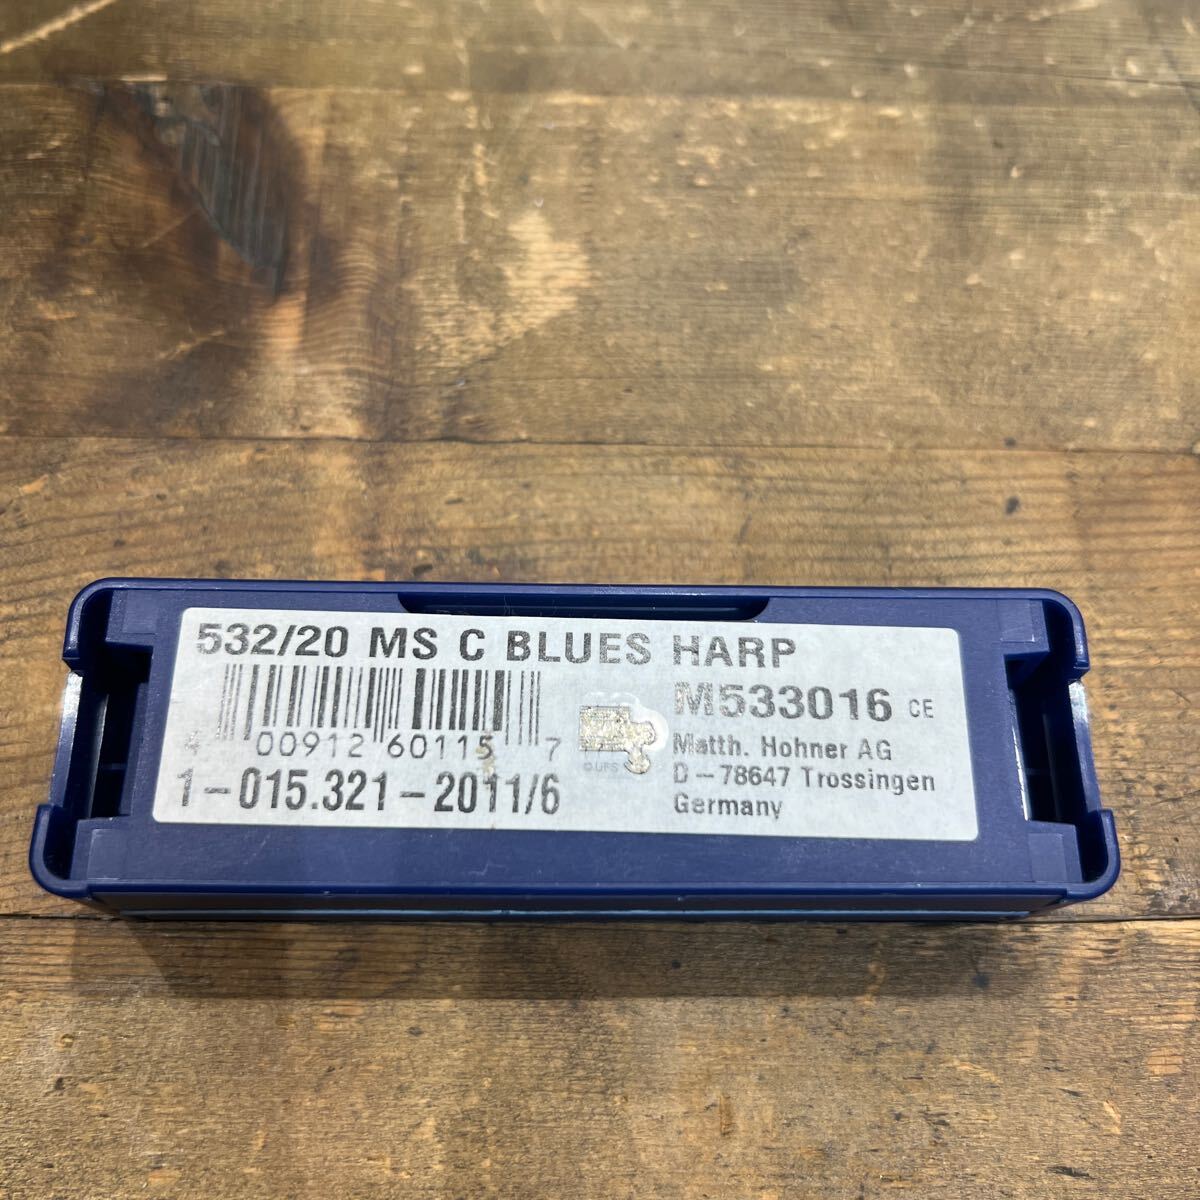 532/20 MS C BLUES HARP
M533016 CE
4 00912 60115 7
©UFS
Matth. Hohner AG
D-78647 Trossingen
Germany
1-015.321-2011/6